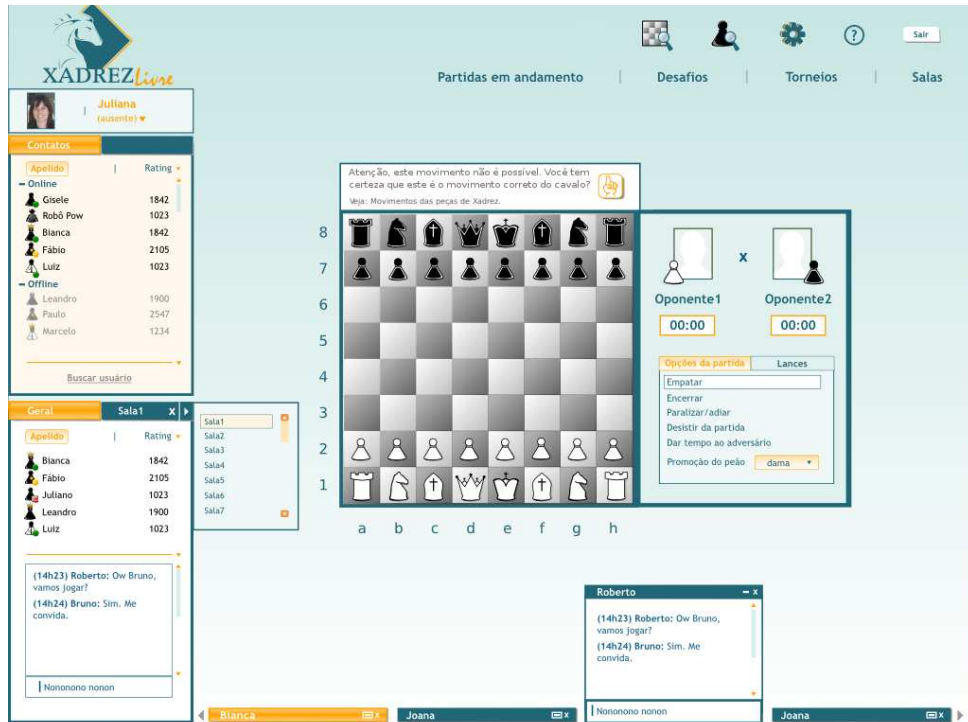 XADREZ Livre
Sair
Partidas em andamento | Desafios | Torneios | Salas
Juliana
(ausente)
Contatos
Apelido | Rating
Online
Gisele 1842
Robô Pow 1023
Bianca 1842
Fábio 2105
Luiz 1023
Offline
Leandro 1900
Paulo 2547
Marcelo 1234
Buscar usuário
Geral Sala1 x
Apelido | Rating
Bianca 1842
Fábio 2105
Juliano 1023
Leandro 1900
Luiz 1023
(14h23) Roberto: Ow Bruno,
vamos jogar?
(14h24) Bruno: Sim. Me
convida.
Nononono nonon
Sala1
Sala2
Sala3
Sala4
Sala5
Sala6
Sala7
Atenção, este movimento não é possível. Você tem
certeza que este é o movimento correto do cavalo?
Veja: Movimentos das peças de Xadrez.
8
7
6
5
4
3
2
1
a b c d e f g h
x
Oponente1 Oponente2
00:00 00:00
Opções da partida Lances
Empatar
Encerrar
Paralizar/adiar
Desistir da partida
Dar tempo ao adversário
Promoção do peão dama
Roberto – x
(14h23) Roberto: Ow Bruno,
vamos jogar?
(14h24) Bruno: Sim. Me
convida.
Nononono nonon
Bianca x
Joana x
Joana x